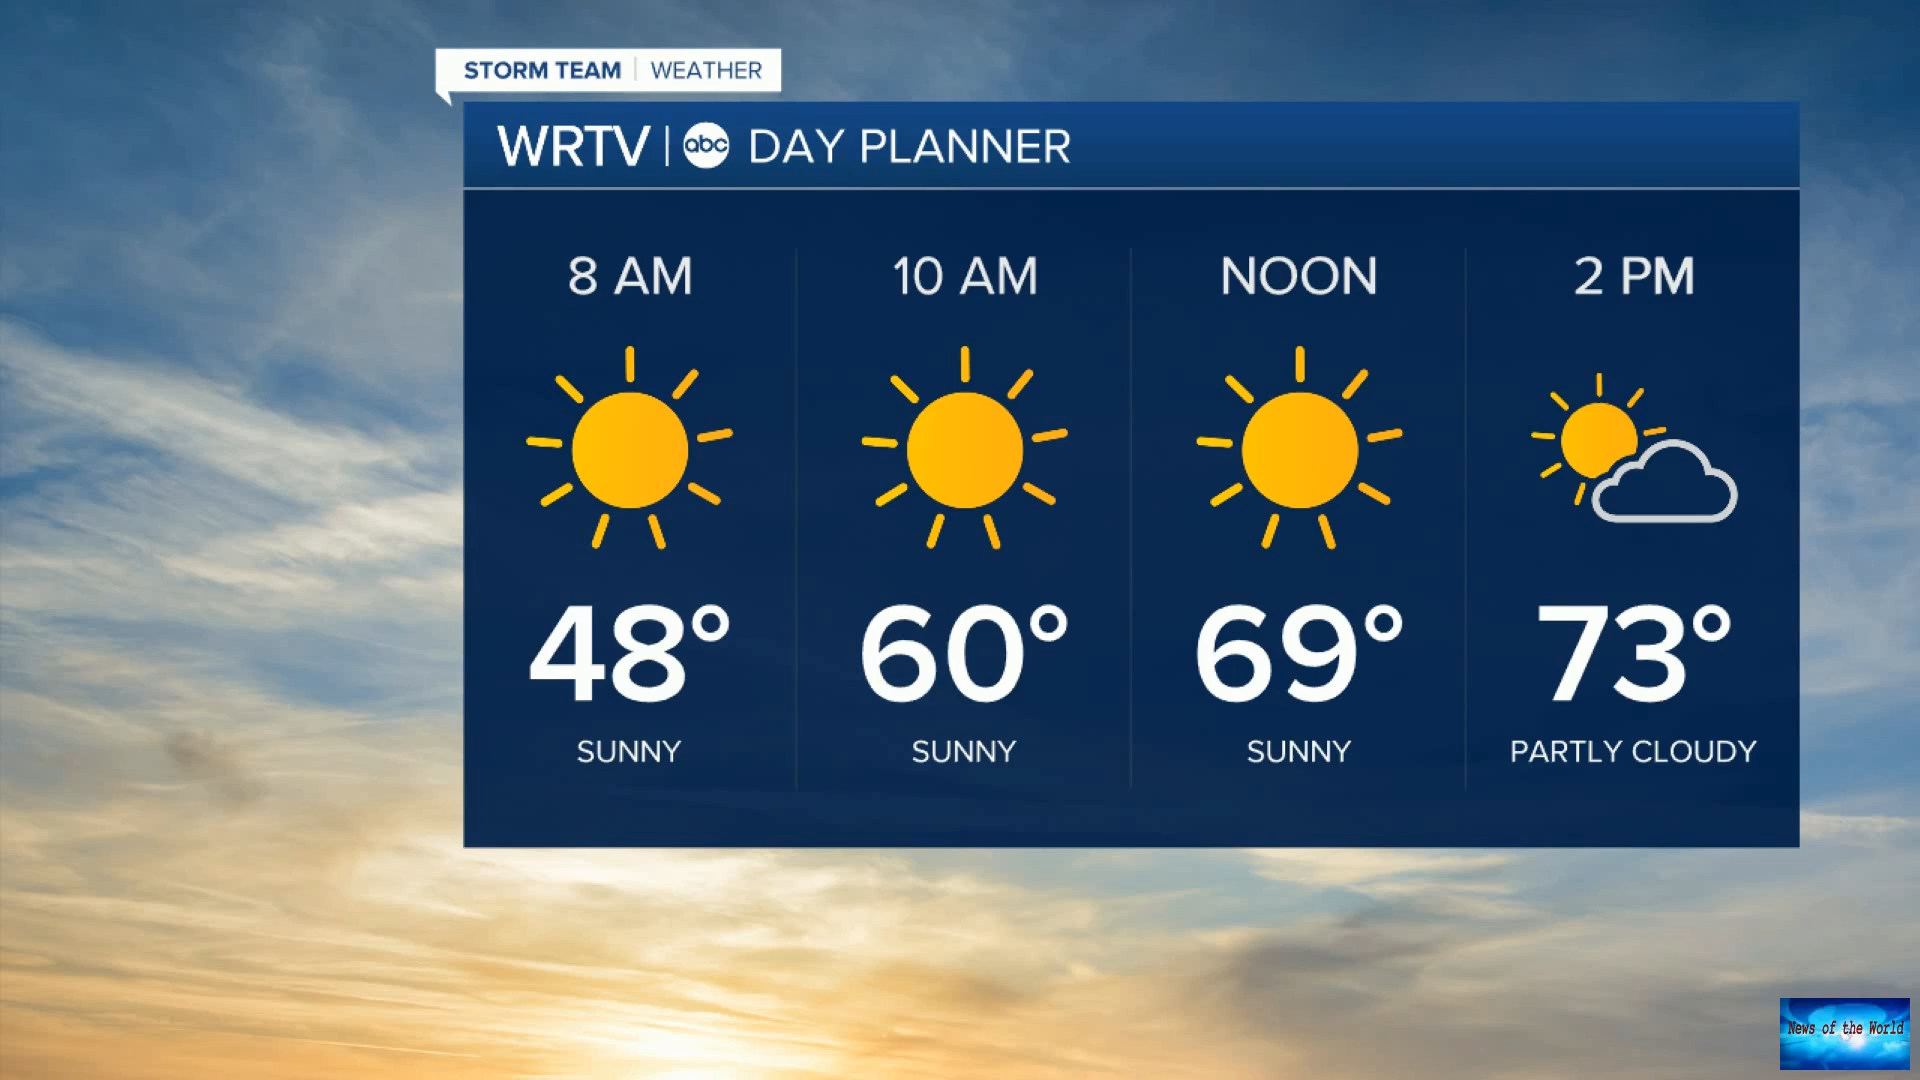 STORM TEAM | WEATHER
WRTV | abc DAY PLANNER
8 AM 10 AM NOON 2 PM
48° 60° 69° 73°
SUNNY SUNNY SUNNY PARTLY CLOUDY
News of the World